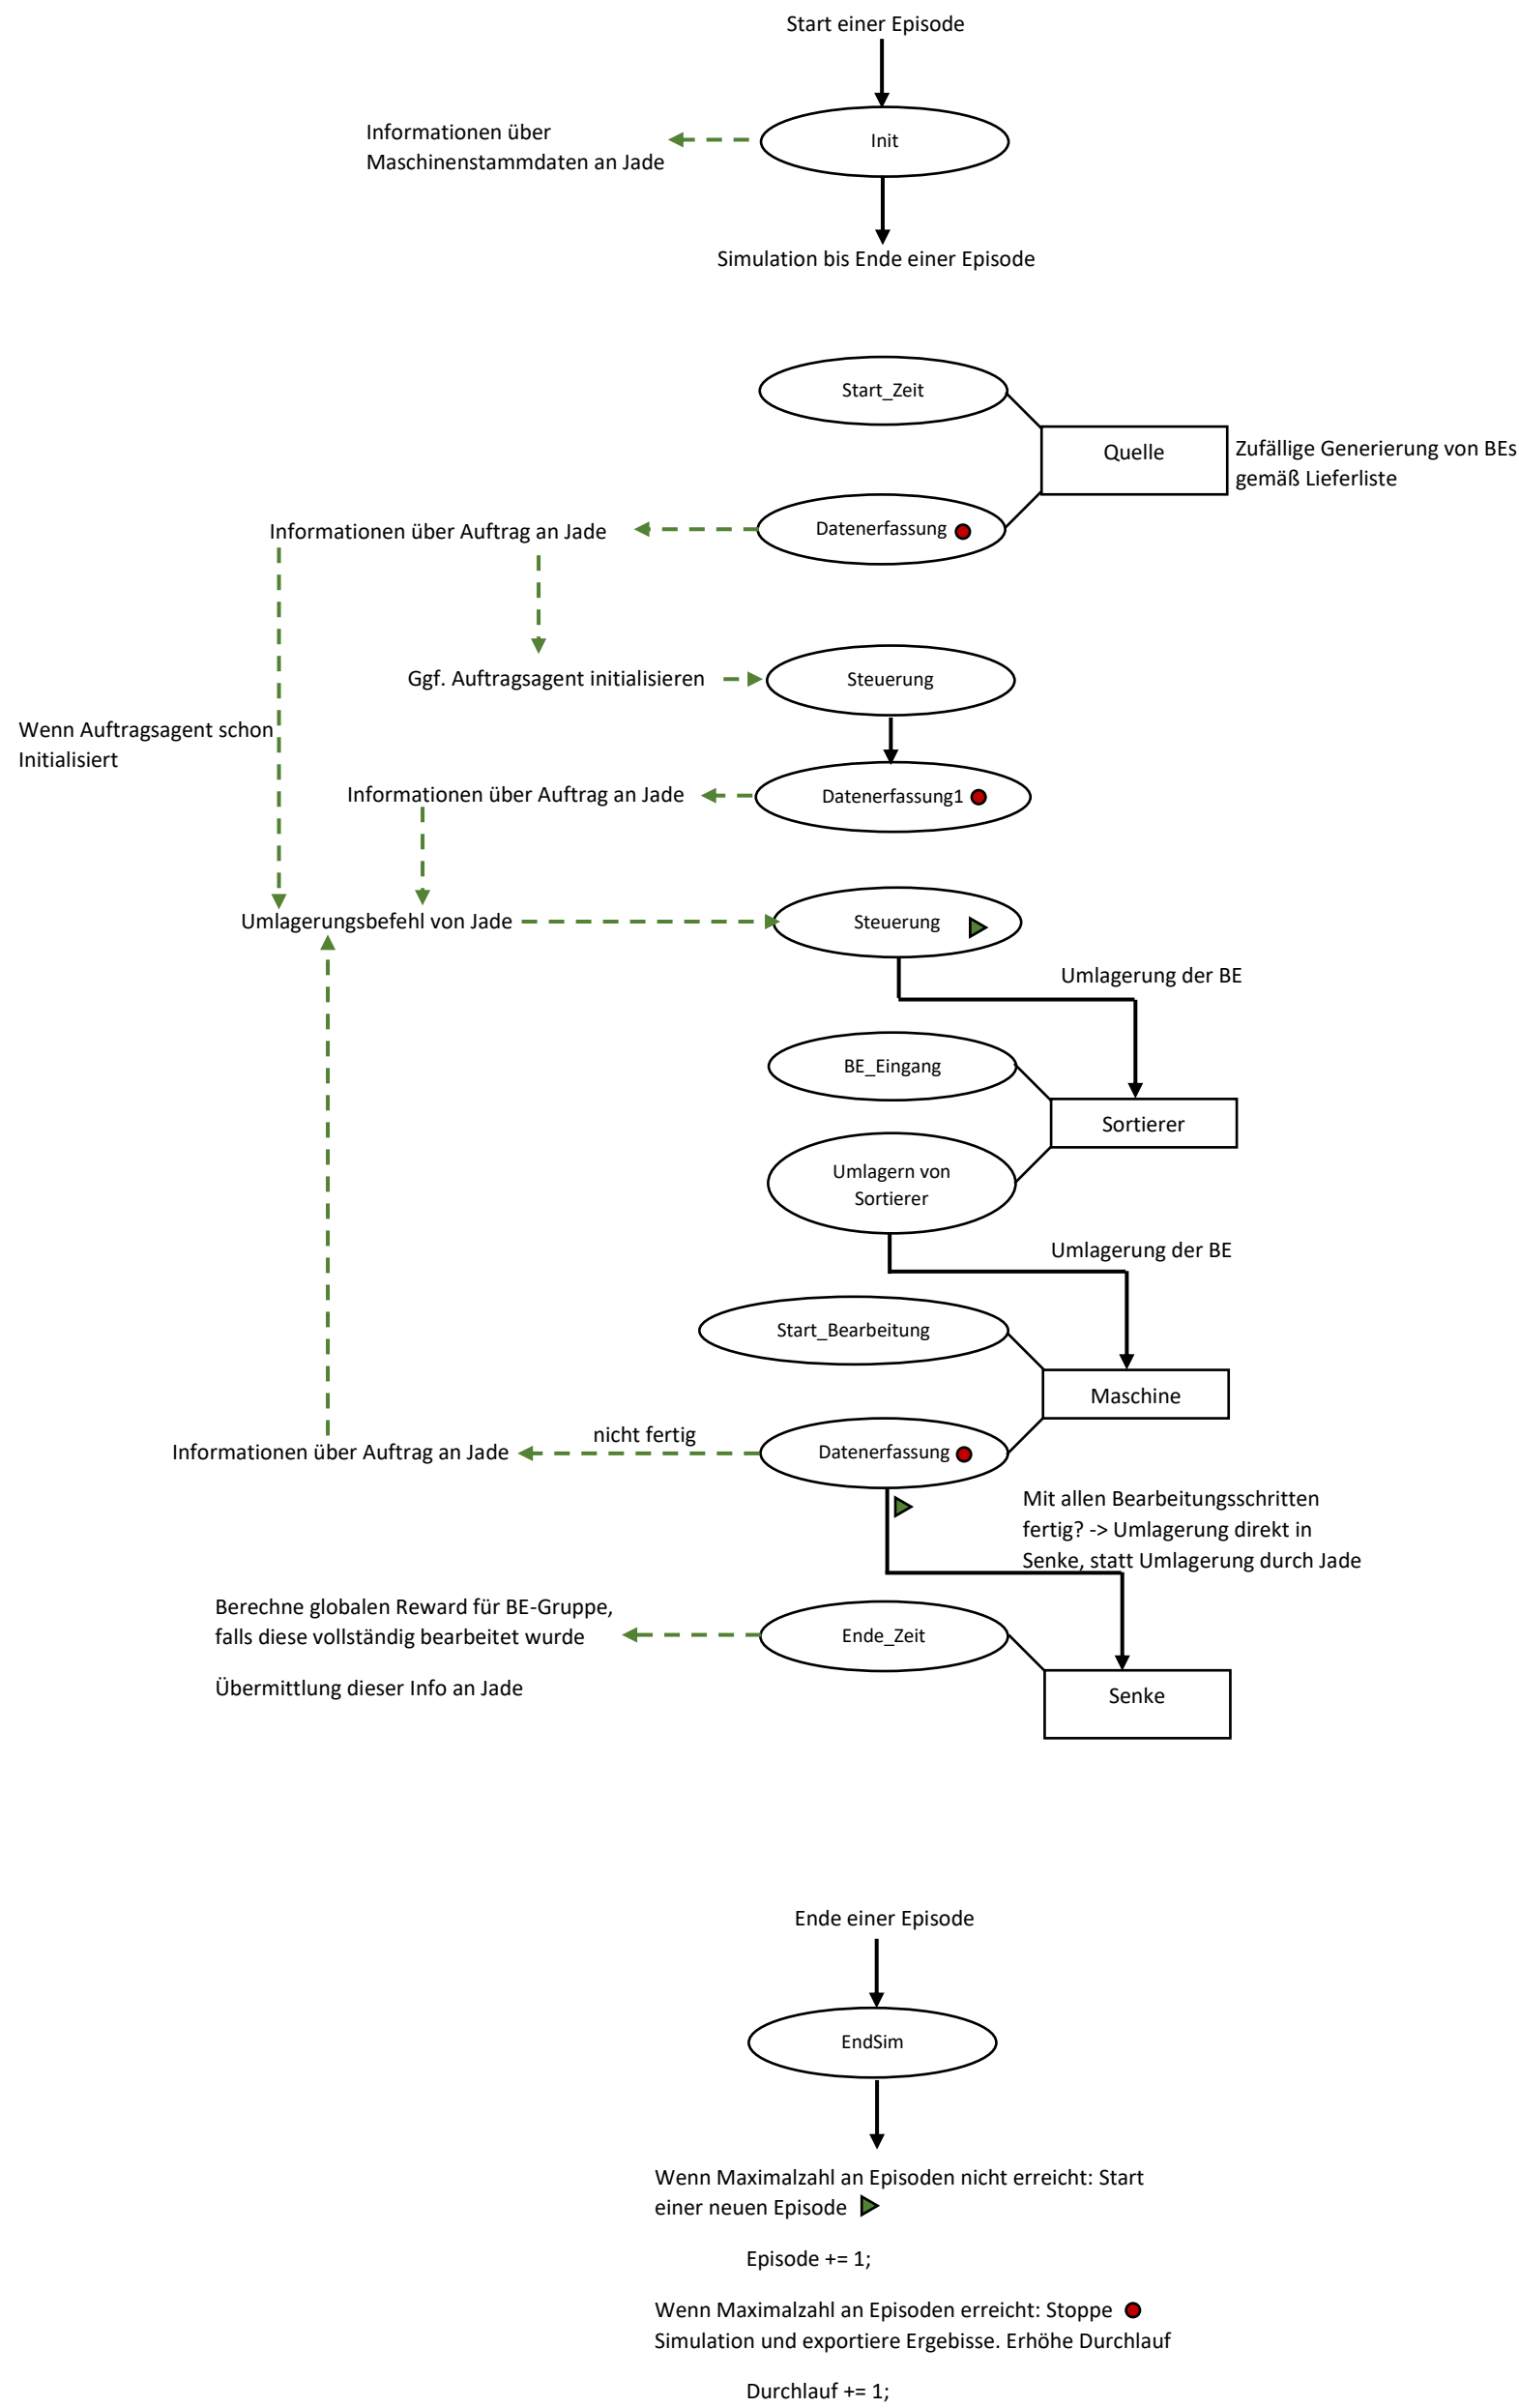 Start einer Episode
Informationen über
Maschinenstammdaten an Jade
Init
Simulation bis Ende einer Episode
Start_Zeit
Quelle
Zufällige Generierung von BEs
gemäß Lieferliste
Informationen über Auftrag an Jade
Datenerfassung
Ggf. Auftragsagent initialisieren
Steuerung
Wenn Auftragsagent schon
Initialisiert
Informationen über Auftrag an Jade
Datenerfassung1
Umlagerungsbefehl von Jade
Steuerung
Umlagerung der BE
BE_Eingang
Sortierer
Umlagern von
Sortierer
Umlagerung der BE
Start_Bearbeitung
Maschine
Informationen über Auftrag an Jade
nicht fertig
Datenerfassung
Mit allen Bearbeitungsschritten
fertig? -> Umlagerung direkt in
Senke, statt Umlagerung durch Jade
Berechne globalen Reward für BE-Gruppe,
falls diese vollständig bearbeitet wurde
Übermittlung dieser Info an Jade
Ende_Zeit
Senke
Ende einer Episode
EndSim
Wenn Maximalzahl an Episoden nicht erreicht: Start
einer neuen Episode
Episode += 1;
Wenn Maximalzahl an Episoden erreicht: Stoppe
Simulation und exportiere Ergebisse. Erhöhe Durchlauf
Durchlauf += 1;